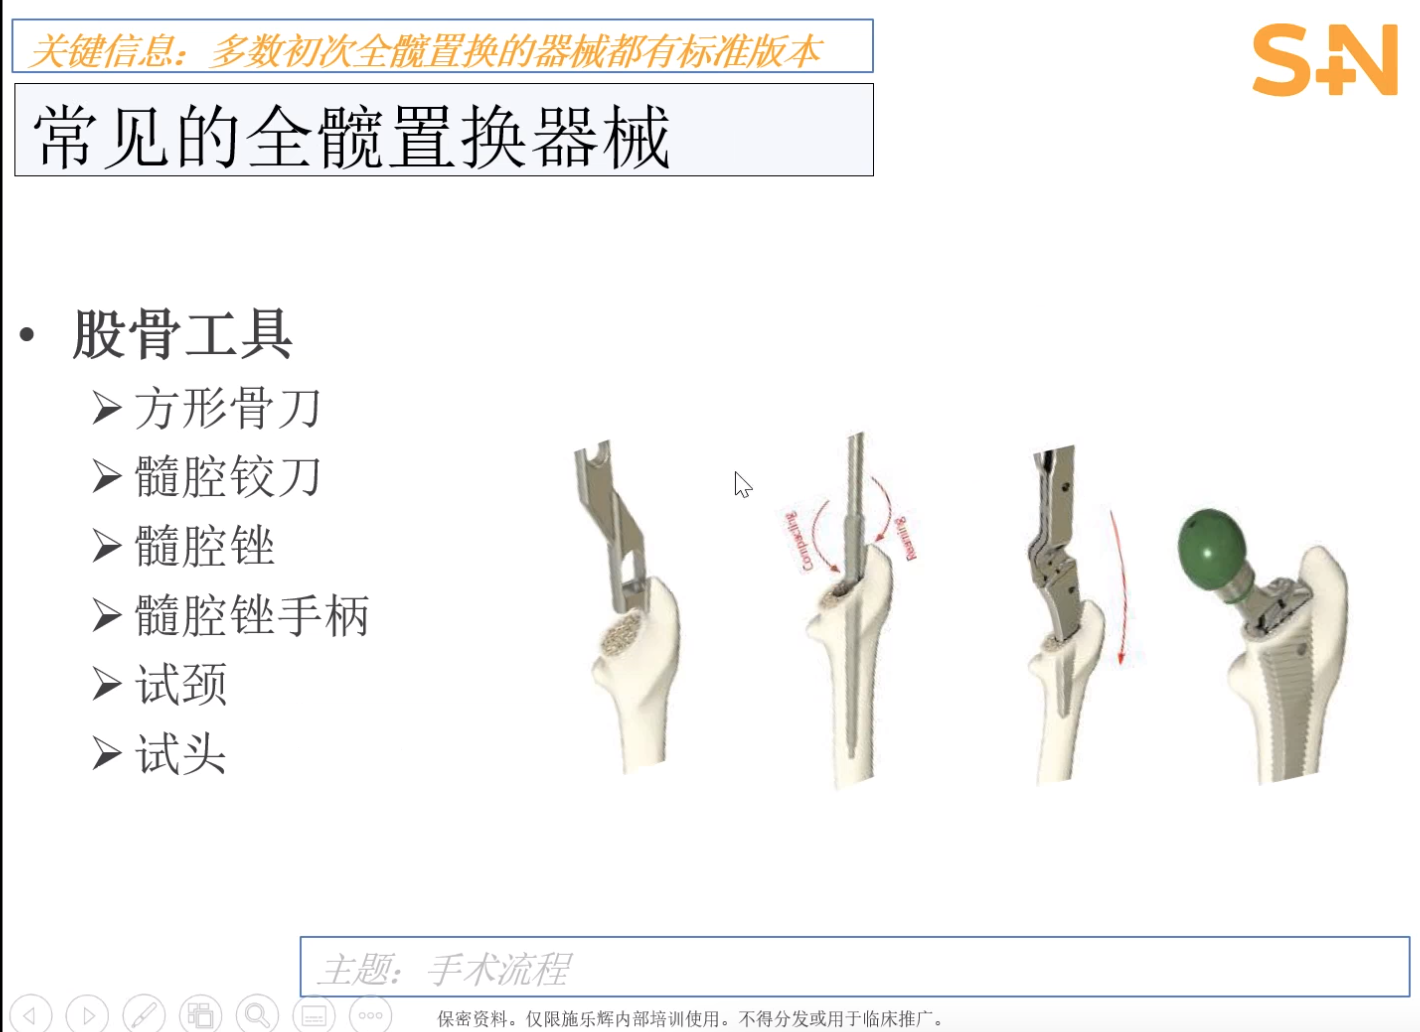 关键信息：多数初次全髋置换的器械都有标准版本
S+N
常见的全髋置换器械
• 股骨工具
➢ 方形骨刀
➢ 髓腔铰刀
➢ 髓腔锉
➢ 髓腔锉手柄
➢ 试颈
➢ 试头
Compacting
Reaming
主题：手术流程
保密资料。仅限施乐辉内部培训使用。不得分发或用于临床推广。